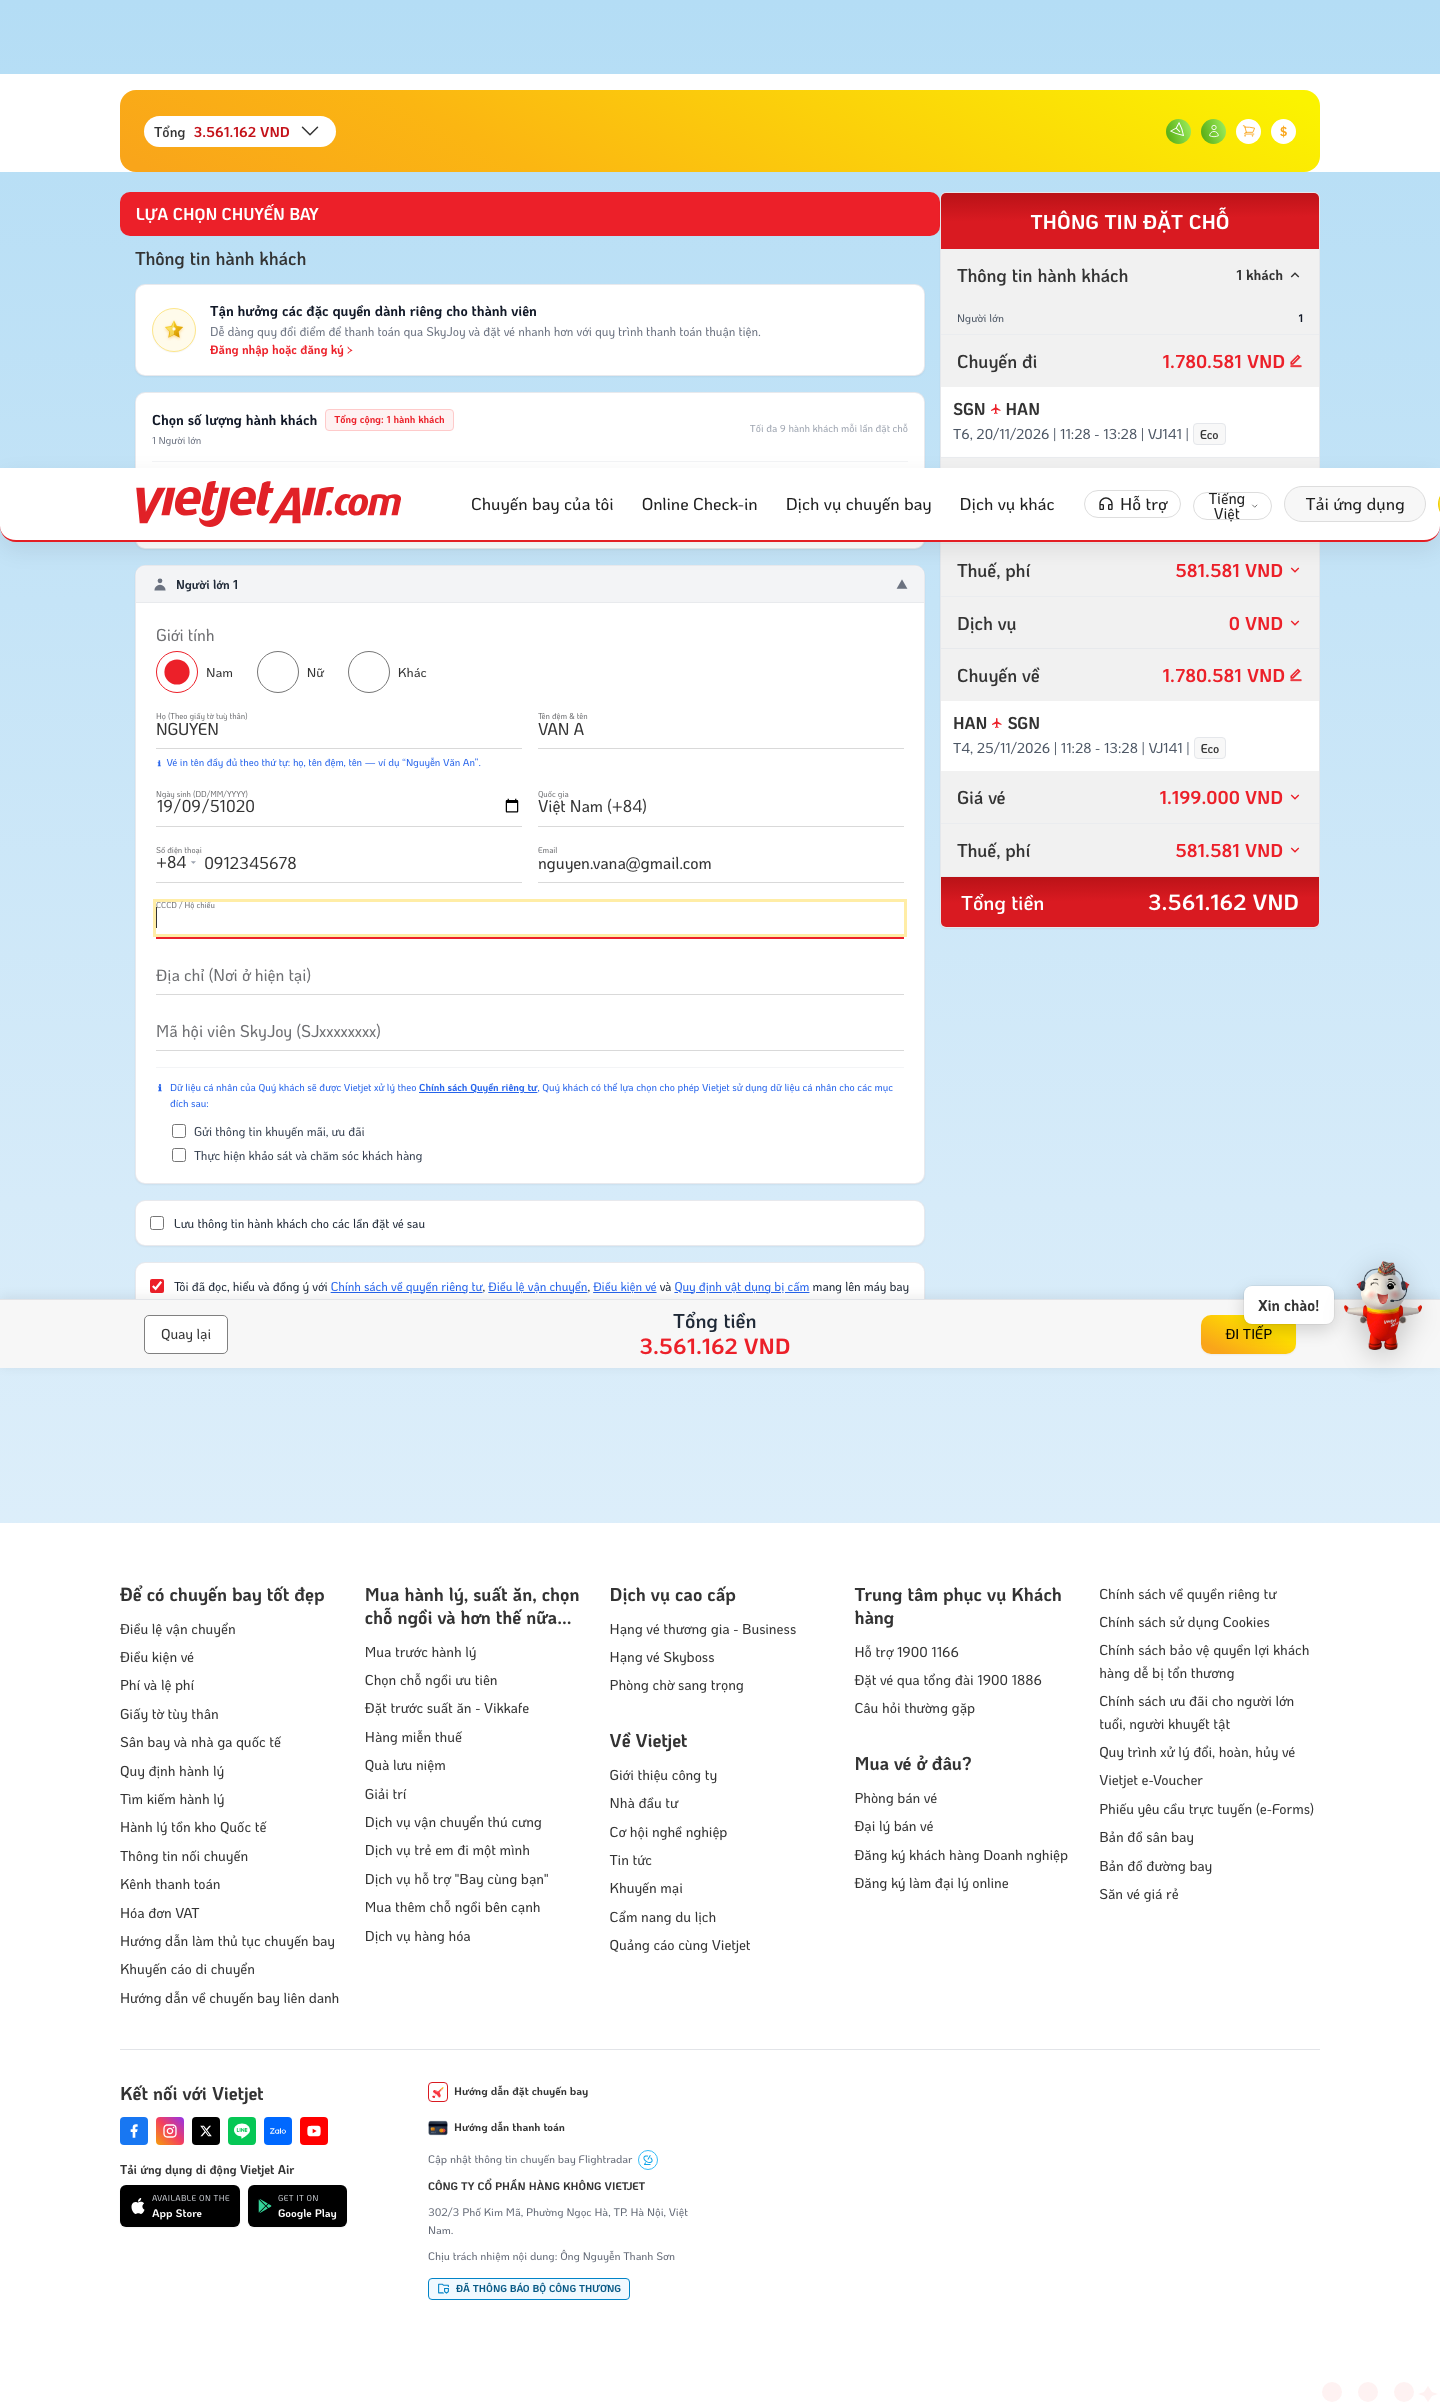 Tổng 3.561.162 VND
$
LỰA CHỌN CHUYẾN BAY
Thông tin hành khách
Tận hưởng các đặc quyền dành riêng cho thành viên
Dễ dàng quy đổi điểm để thanh toán qua SkyJoy và đặt vé nhanh hơn với quy trình thanh toán thuận tiện.
Đăng nhập hoặc đăng ký >
Chọn số lượng hành khách Tổng cộng: 1 hành khách
1 Người lớn
Tối đa 9 hành khách mỗi lần đặt chỗ
THÔNG TIN ĐẶT CHỖ
Thông tin hành khách 1 khách
Người lớn 1
Chuyến đi 1.780.581 VND
SGN HAN
T6, 20/11/2026 | 11:28 - 13:28 | VJ141 | Eco
vietjetAir.com
Chuyến bay của tôi Online Check-in Dịch vụ chuyến bay Dịch vụ khác Hỗ trợ Tiếng Việt Tải ứng dụng
Người lớn 1
Giới tính
Nam Nữ Khác
Họ (Theo giấy tờ tuỳ thân)
NGUYEN
Tên đệm & tên
VAN A
Vé in tên đầy đủ theo thứ tự: họ, tên đệm, tên — ví dụ "Nguyễn Văn An".
Ngày sinh (DD/MM/YYYY)
19/09/51020
Quốc gia
Việt Nam (+84)
Số điện thoại
+84 0912345678
Email
nguyen.vana@gmail.com
CCCD / Hộ chiếu
Địa chỉ (Nơi ở hiện tại)
Mã hội viên SkyJoy (SJxxxxxxxx)
Dữ liệu cá nhân của Quý khách sẽ được Vietjet xử lý theo Chính sách Quyền riêng tư, Quý khách có thể lựa chọn cho phép Vietjet sử dụng dữ liệu cá nhân cho các mục
đích sau:
Gửi thông tin khuyến mãi, ưu đãi
Thực hiện khảo sát và chăm sóc khách hàng
Lưu thông tin hành khách cho các lần đặt vé sau
Tôi đã đọc, hiểu và đồng ý với Chính sách về quyền riêng tư, Điều lệ vận chuyển, Điều kiện vé và Quy định vật dụng bị cấm mang lên máy bay
Thuế, phí 581.581 VND
Dịch vụ 0 VND
Chuyến về 1.780.581 VND
HAN SGN
T4, 25/11/2026 | 11:28 - 13:28 | VJ141 | Eco
Giá vé 1.199.000 VND
Thuế, phí 581.581 VND
Tổng tiền 3.561.162 VND
Quay lại
Tổng tiền
3.561.162 VND
ĐI TIẾP
Xin chào!
Để có chuyến bay tốt đẹp
Điều lệ vận chuyển
Điều kiện vé
Phí và lệ phí
Giấy tờ tùy thân
Sân bay và nhà ga quốc tế
Quy định hành lý
Tìm kiếm hành lý
Hành lý tồn kho Quốc tế
Thông tin nối chuyến
Kênh thanh toán
Hóa đơn VAT
Hướng dẫn làm thủ tục chuyến bay
Khuyến cáo di chuyển
Hướng dẫn về chuyến bay liên danh
Mua hành lý, suất ăn, chọn
chỗ ngồi và hơn thế nữa...
Mua trước hành lý
Chọn chỗ ngồi ưu tiên
Đặt trước suất ăn - Vikkafe
Hàng miễn thuế
Quà lưu niệm
Giải trí
Dịch vụ vận chuyển thú cưng
Dịch vụ trẻ em đi một mình
Dịch vụ hỗ trợ "Bay cùng bạn"
Mua thêm chỗ ngồi bên cạnh
Dịch vụ hàng hóa
Dịch vụ cao cấp
Hạng vé thương gia - Business
Hạng vé Skyboss
Phòng chờ sang trọng
Về Vietjet
Giới thiệu công ty
Nhà đầu tư
Cơ hội nghề nghiệp
Tin tức
Khuyến mại
Cẩm nang du lịch
Quảng cáo cùng Vietjet
Trung tâm phục vụ Khách
hàng
Hỗ trợ 1900 1166
Đặt vé qua tổng đài 1900 1886
Câu hỏi thường gặp
Mua vé ở đâu?
Phòng bán vé
Đại lý bán vé
Đăng ký khách hàng Doanh nghiệp
Đăng ký làm đại lý online
Chính sách về quyền riêng tư
Chính sách sử dụng Cookies
Chính sách bảo vệ quyền lợi khách
hàng dễ bị tổn thương
Chính sách ưu đãi cho người lớn
tuổi, người khuyết tật
Quy trình xử lý đổi, hoàn, hủy vé
Vietjet e-Voucher
Phiếu yêu cầu trực tuyến (e-Forms)
Bản đồ sân bay
Bản đồ đường bay
Săn vé giá rẻ
Kết nối với Vietjet
LINE
Zalo
Tải ứng dụng di động Vietjet Air
AVAILABLE ON THE
App Store
GET IT ON
Google Play
Hướng dẫn đặt chuyến bay
Hướng dẫn thanh toán
Cập nhật thông tin chuyến bay Flightradar
CÔNG TY CỔ PHẦN HÀNG KHÔNG VIETJET
302/3 Phố Kim Mã, Phường Ngọc Hà, TP. Hà Nội, Việt
Nam.
Chịu trách nhiệm nội dung: Ông Nguyễn Thanh Sơn
ĐÃ THÔNG BÁO BỘ CÔNG THƯƠNG